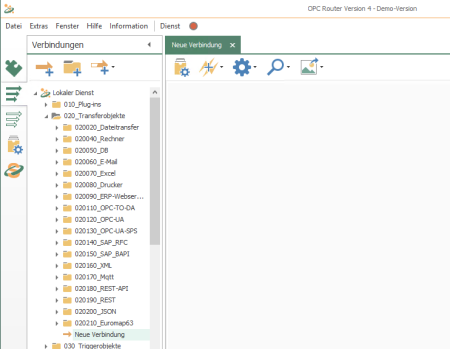 OPC Router Version 4 - Demo-Version
Datei Extras Fenster Hilfe Information Dienst
Verbindungen
Neue Verbindung
Lokaler Dienst
010_Plug-ins
020_Transferobjekte
020020_Dateitransfer
020040_Rechner
020050_DB
020060_E-Mail
020070_Excel
020080_Drucker
020090_ERP-Webser...
020110_OPC-TO-DA
020120_OPC-UA
020130_OPC-UA-SPS
020140_SAP_RFC
020150_SAP_BAPI
020160_XML
020170_Mqtt
020180_REST-API
020190_REST
020200_JSON
020210_Euromap63
Neue Verbindung
030_Triggerobjekte